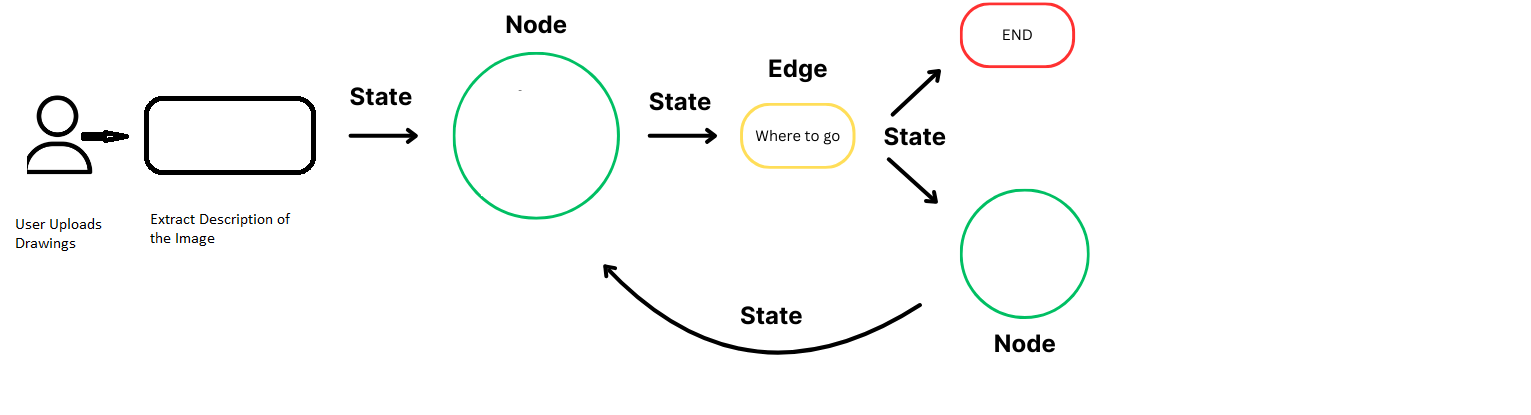 User Uploads
Drawings
Extract Description of
the Image
State
Node
State
Edge
Where to go
State
END
Node
State